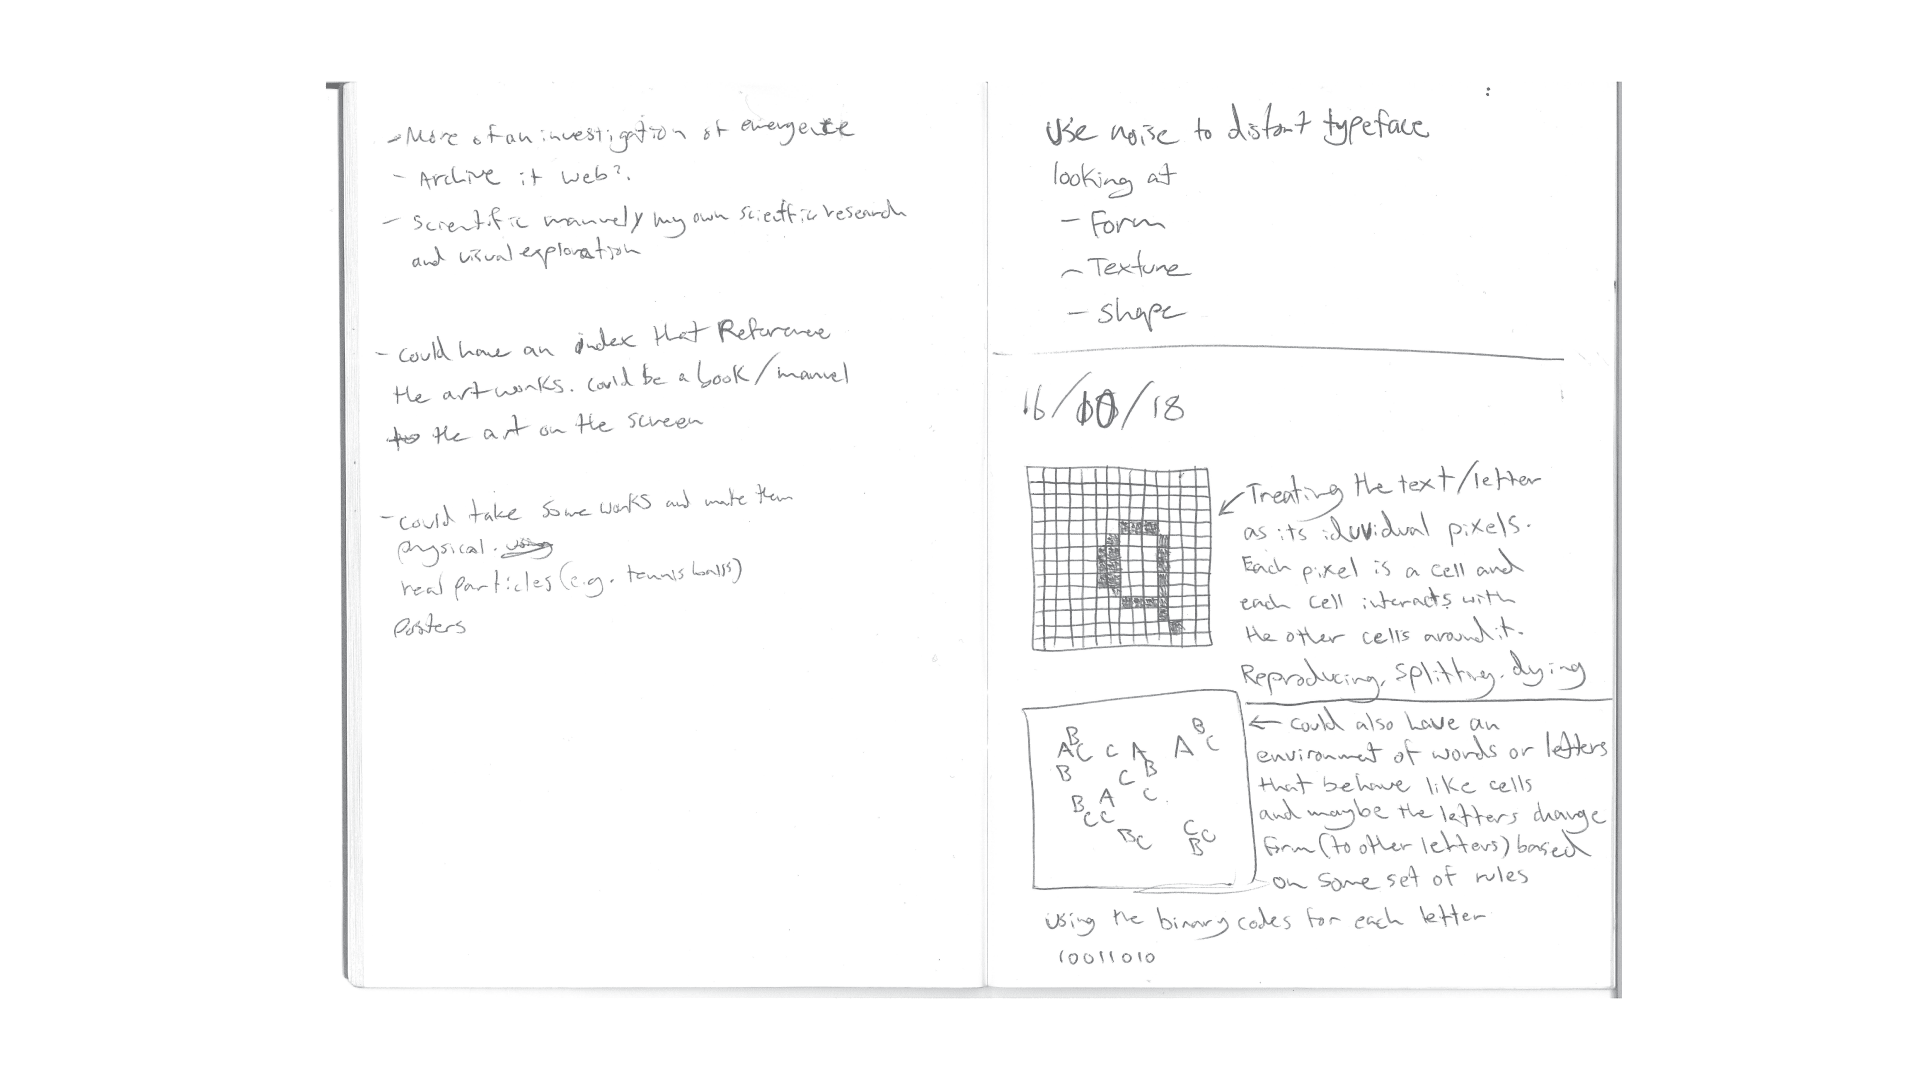 - More of an investigation of emergence
- Archive it web?.
- Scientific manuely my own scientific research
and visual exploration
- Could have an index that Reference
the artworks. Could be a book/manuel
to the art on the screen
- Could take some works and make them
physical. using
real particles (e.g. tennis balls)
posters
Use noise to distort typeface
looking at
- Form
- Texture
- Shape
16/10/18
Treating the text/letter
as its iduvidual pixels.
Each pixel is a cell and
each cell interacts with
the other cells around it.
Reproducing, splitting, dying
B
A C C A A B C
B C B
B A C
C C
B C C C
B
Could also have an
environment of words or letters
that behave like cells
and maybe the letters change
form (to other letters) based
on some set of rules
using the binary codes for each letter
10011010